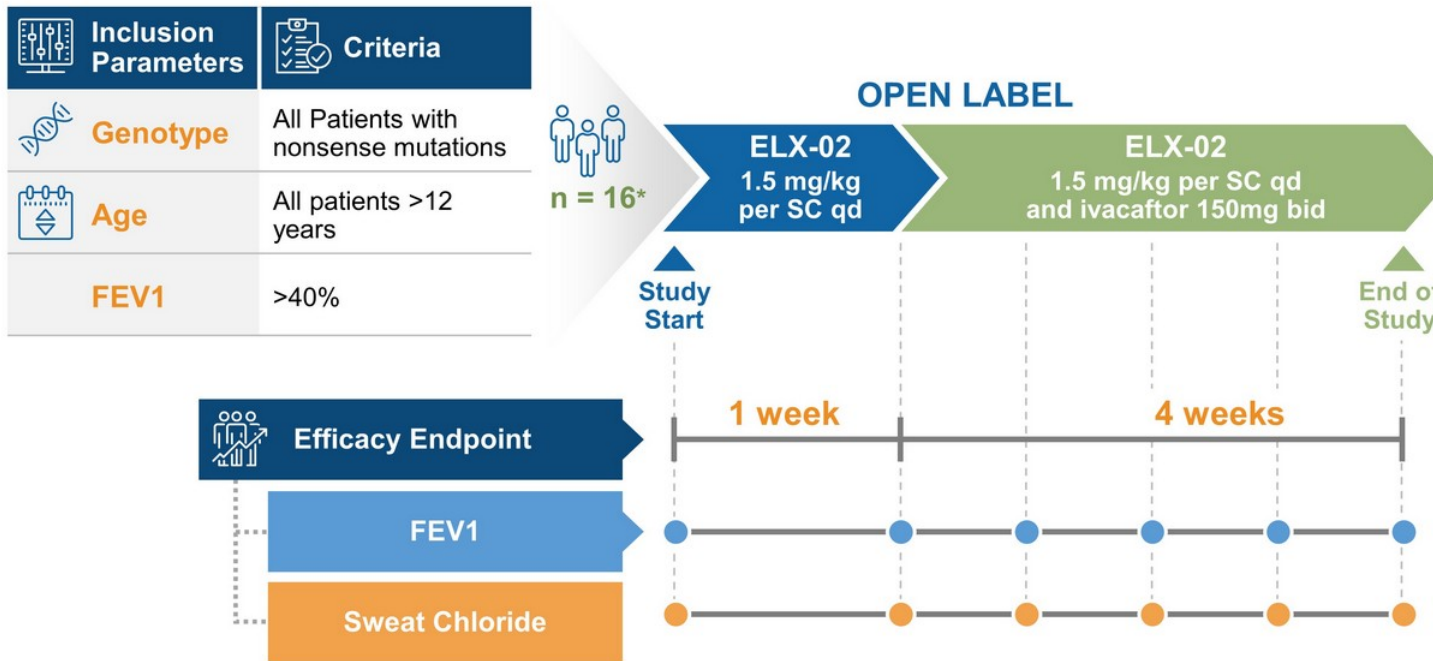 Inclusion
Parameters
Criteria
Genotype
All Patients with
nonsense mutations
Age
All patients >12
years
FEV1
>40%
n = 16*
OPEN LABEL
ELX-02
1.5 mg/kg
per SC qd
ELX-02
1.5 mg/kg per SC qd
and ivacaftor 150mg bid
Study
Start
End of
Study
Efficacy Endpoint
1 week
4 weeks
FEV1
Sweat Chloride